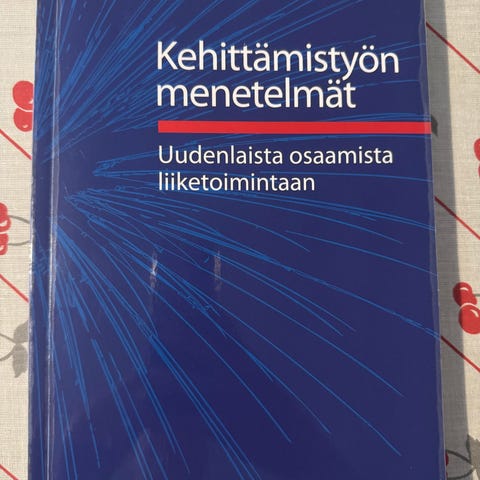 Kehittämistyön
menetelmät
Uudenlaista osaamista
liiketoimintaan